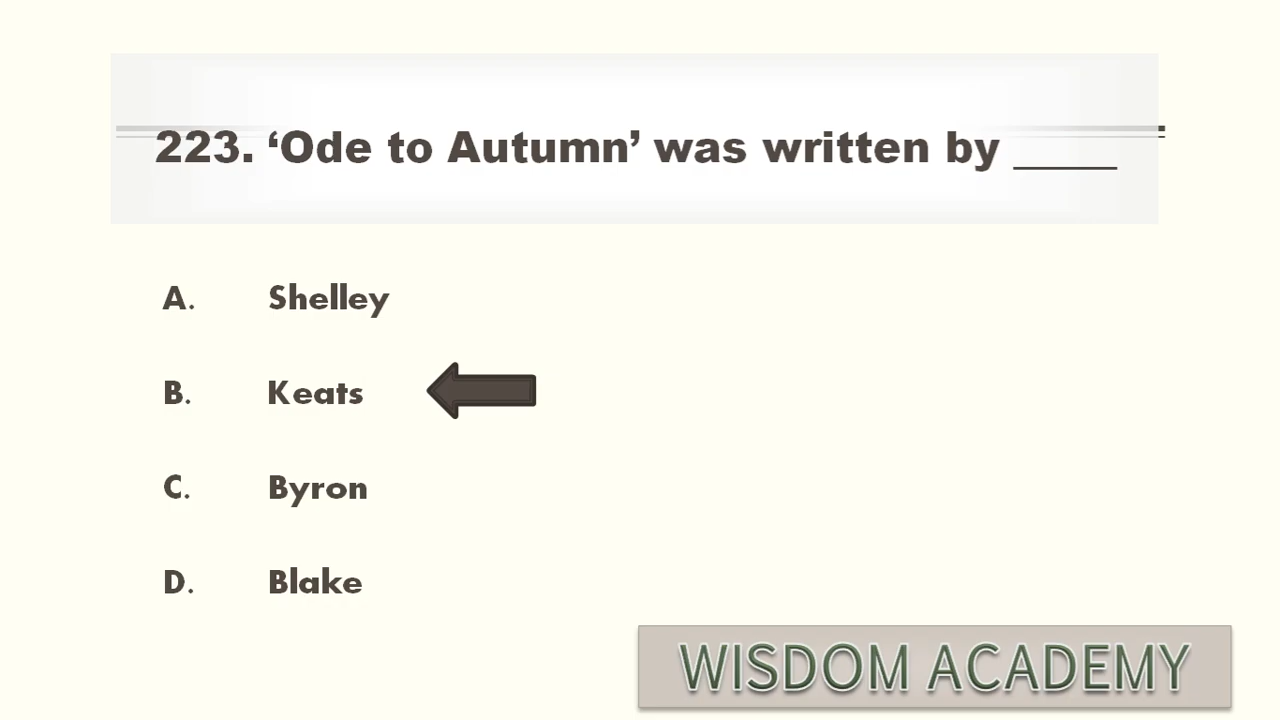 223. ‘Ode to Autumn’ was written by _____
A. Shelley
B. Keats
C. Byron
D. Blake
WISDOM ACADEMY